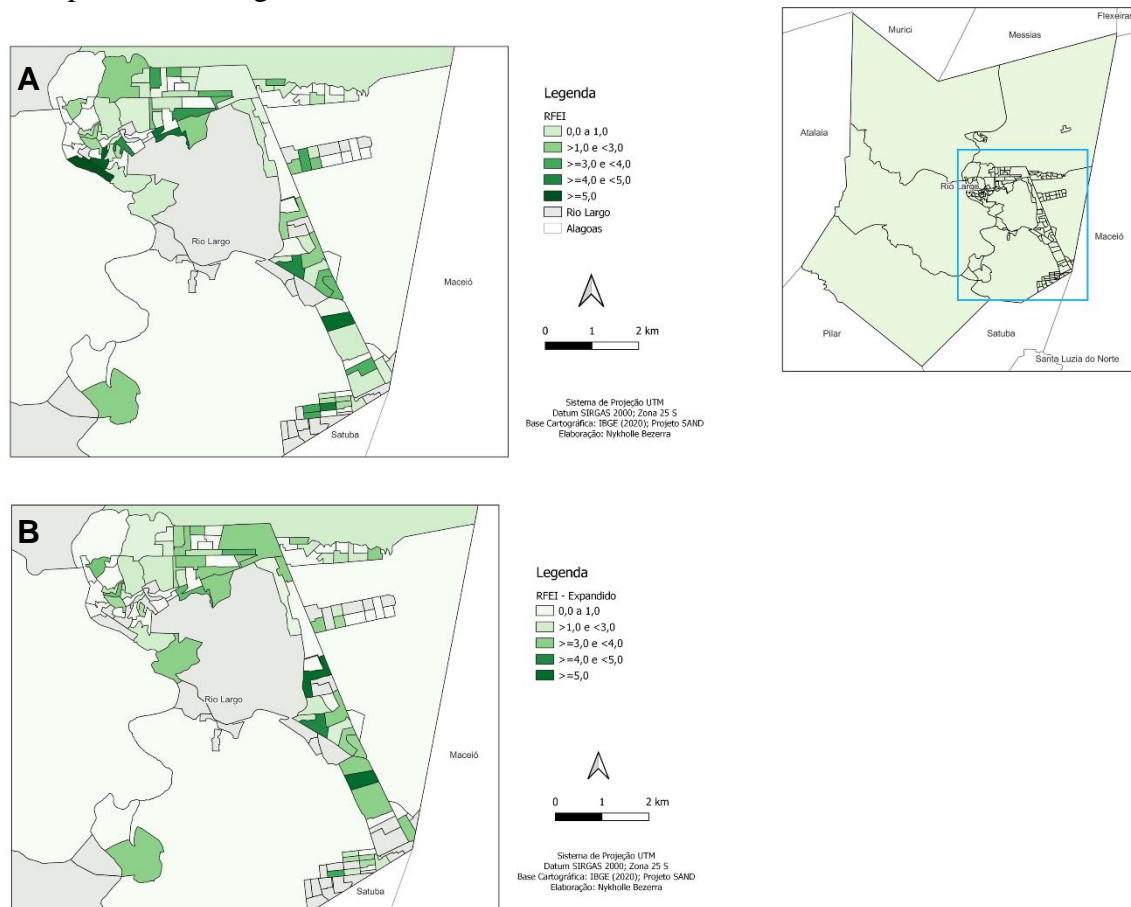 A
Rio Largo
Maceió
Satuba
Legenda
RFEI
0,0 a 1,0
>1,0 e <3,0
>=3,0 e <4,0
>=4,0 e <5,0
>=5,0
Rio Largo
Alagoas
0 1 2 km
Sistema de Projeção UTM
Datum SIRGAS 2000; Zona 25 S
Base Cartográfica: IBGE (2020); Projeto SAND
Elaboração: Nykholle Bezerra
Flexeiras
Murici
Messias
Atalaia
Rio Largo
Maceió
Pilar
Satuba
Santa Luzia do Norte
B
Rio Largo
Maceió
Satuba
Legenda
RFEI - Expandido
0,0 a 1,0
>1,0 e <3,0
>=3,0 e <4,0
>=4,0 e <5,0
>=5,0
0 1 2 km
Sistema de Projeção UTM
Datum SIRGAS 2000; Zona 25 S
Base Cartográfica: IBGE (2020); Projeto SAND
Elaboração: Nykholle Bezerra